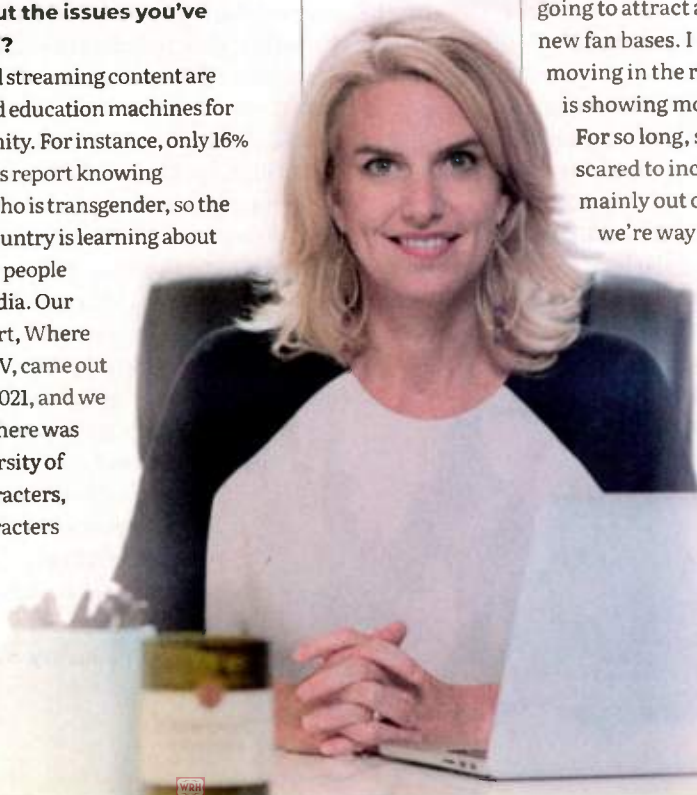 ut the issues you've
?
l streaming content are
d education machines for
nity. For instance, only 16%
s report knowing
ho is transgender, so the
untry is learning about
people
dia. Our
rt, Where
V, came out
021, and we
here was
rsity of
racters,
racters
going to attract a
new fan bases. I
moving in the r
is showing mo
For so long, s
scared to inc
mainly out o
we're way
WRH